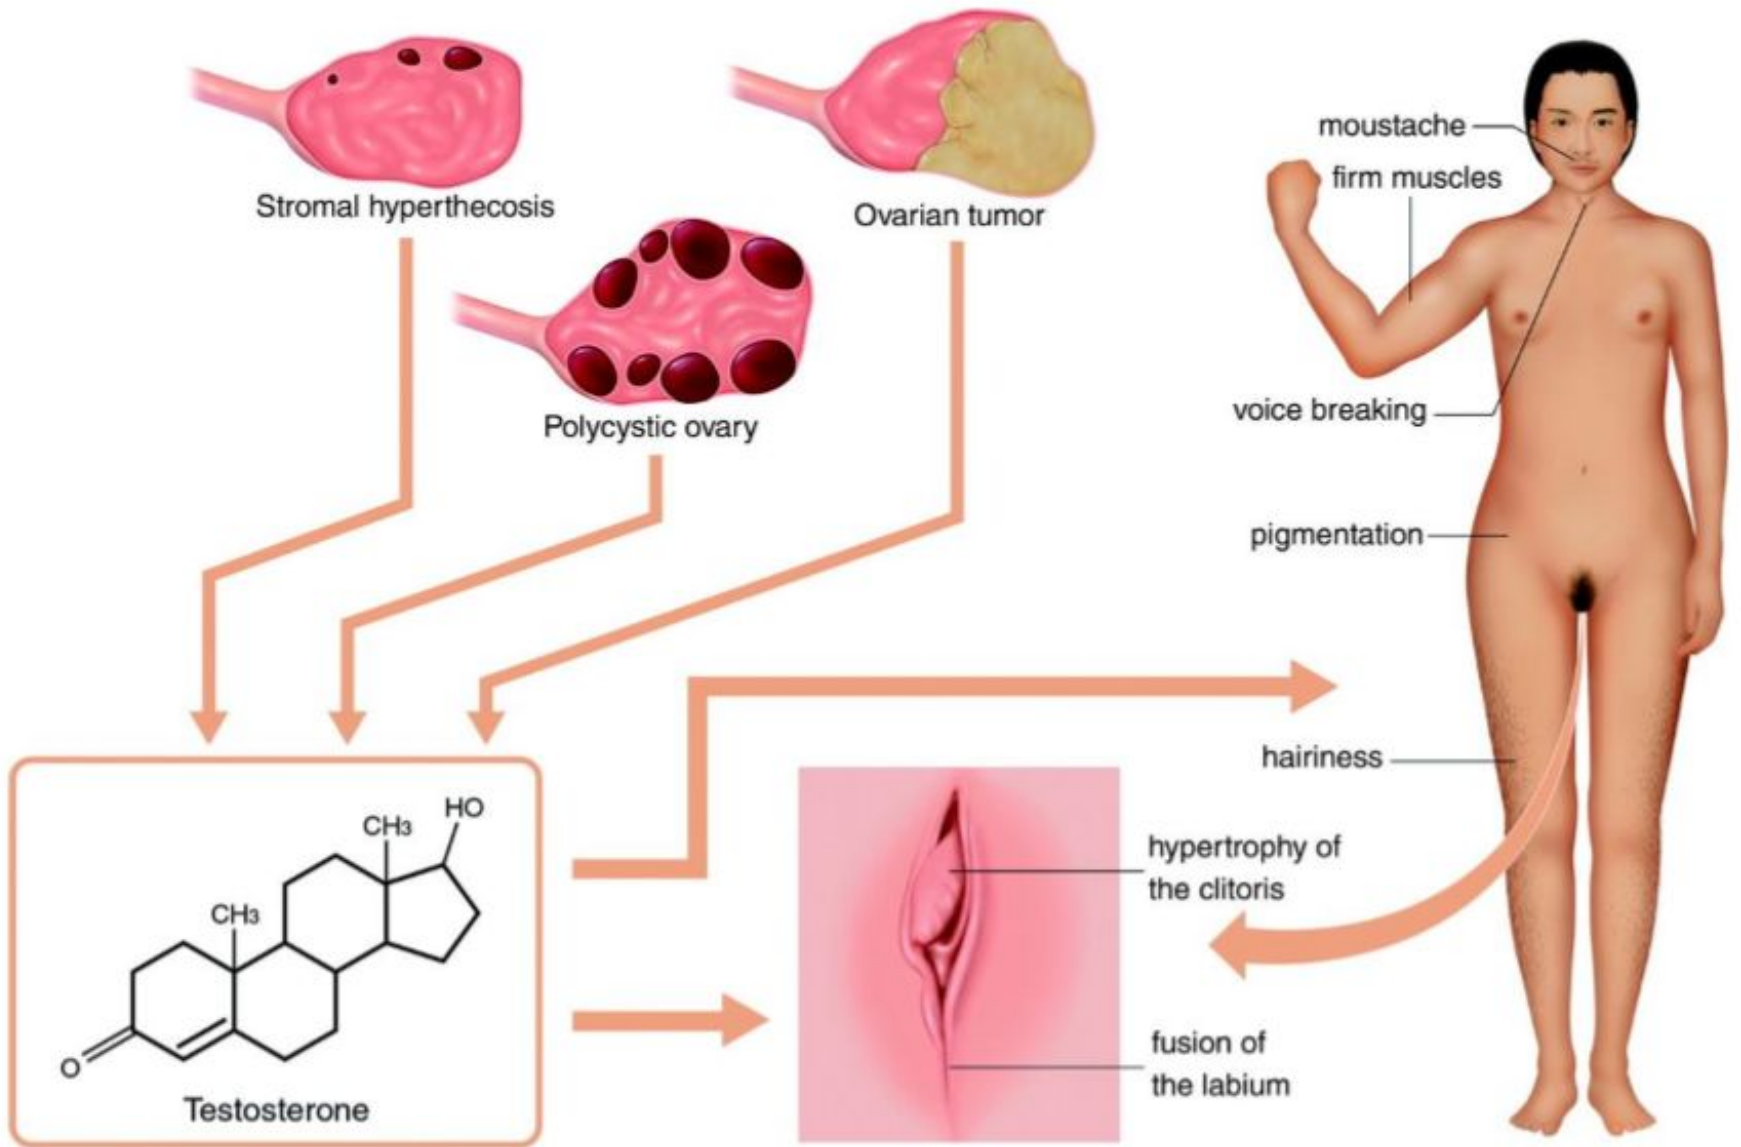 Stromal hyperthecosis
Ovarian tumor
Polycystic ovary
moustache
firm muscles
voice breaking
pigmentation
hairiness
hypertrophy of
the clitoris
fusion of
the labium
HO
CH3
CH3
O
Testosterone